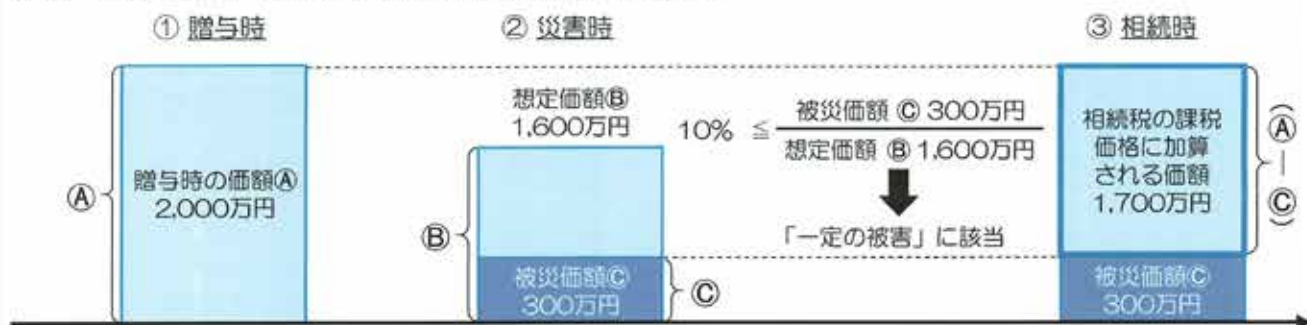 ① 贈与時
② 災害時
③ 相続時
Ⓐ
贈与時の価額Ⓐ
2,000万円
想定価額Ⓑ
1,600万円
Ⓑ
被災価額Ⓒ
300万円
Ⓒ
10% ≦ 被災価額 Ⓒ 300万円
想定価額 Ⓑ 1,600万円
「一定の被害」に該当
相続税の課税
価格に加算
される価額
1,700万円
(Ⓐ－Ⓒ)
被災価額Ⓒ
300万円